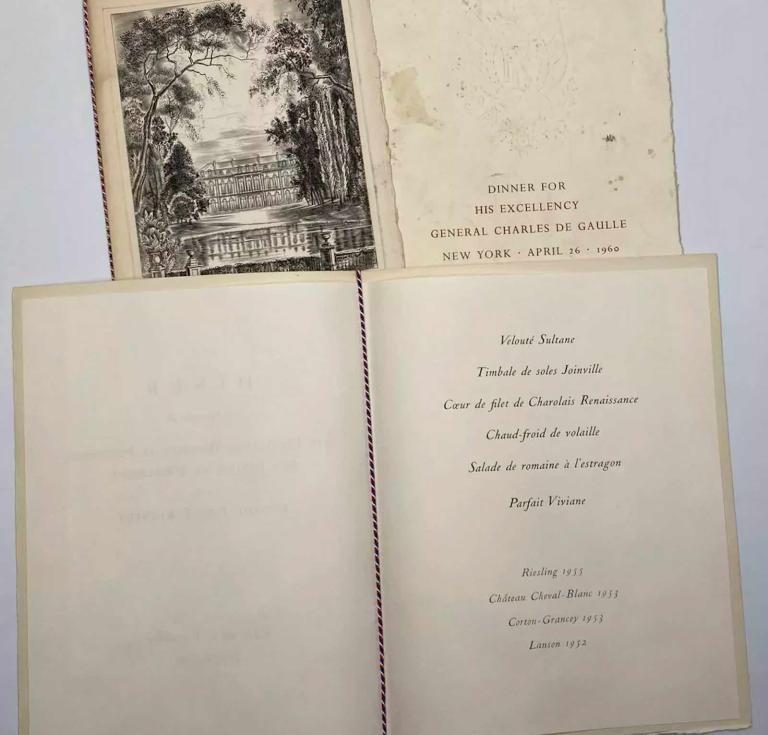 DINNER FOR
HIS EXCELLENCY
GENERAL CHARLES DE GAULLE
NEW YORK · APRIL 26 · 1960
Velouté Sultane
Timbale de soles Joinville
Cœur de filet de Charolais Renaissance
Chaud-froid de volaille
Salade de romaine à l'estragon
Parfait Viviane
Riesling 1955
Château Cheval-Blanc 1953
Corton-Grancey 1953
Lanson 1952